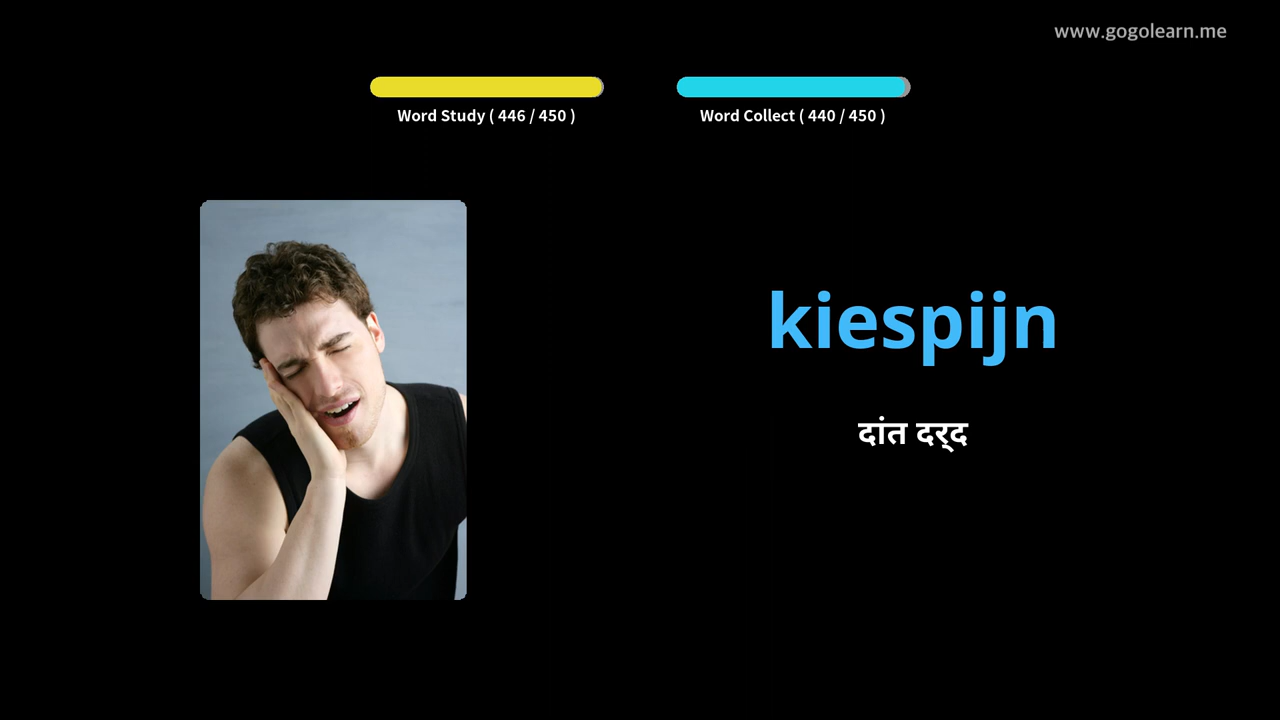 www.gogolearn.me
Word Study ( 446 / 450 )
Word Collect ( 440 / 450 )
kiespijn
दांत दर्द